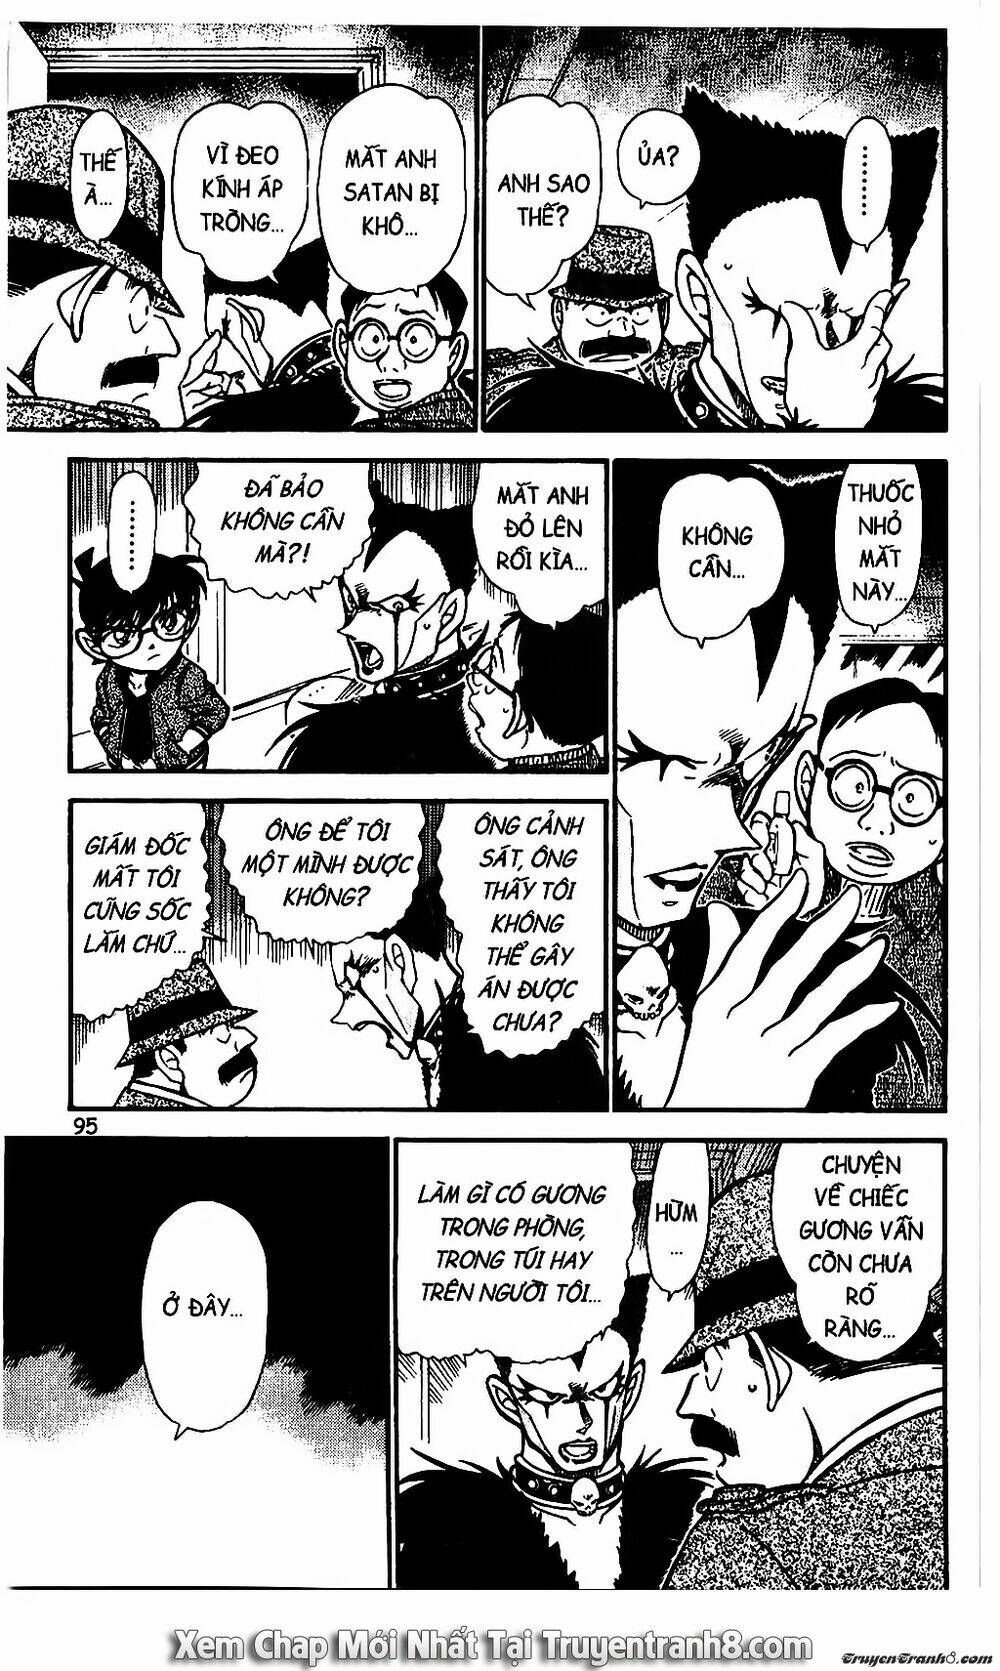 ………
ỦA?
ANH SAO
THẾ?
MẮT ANH
SATAN BỊ
KHÔ...
VÌ ĐEO
KÍNH ÁP
TRÒNG...
THẾ
À...
THUỐC
NHỎ
MẮT
NÀY...
KHÔNG
CẦN...
MẮT ANH
ĐỎ LÊN
RỒI KÌA...
ĐÃ BẢO
KHÔNG CẦN
MÀ?!
………
ÔNG CẢNH
SÁT, ÔNG
THẤY TÔI
KHÔNG
THỂ GÂY
ÁN ĐƯỢC
CHƯA?
ÔNG ĐỂ TÔI
MỘT MÌNH ĐƯỢC
KHÔNG?
GIÁM ĐỐC
MẤT TÔI
CŨNG SỐC
LẮM CHỨ...
95
CHUYỆN
VỀ CHIẾC
GƯƠNG VẪN
CÒN CHƯA
RÕ
RÀNG...
HỪM
...
LÀM GÌ CÓ GƯƠNG
TRONG PHÒNG,
TRONG TÚI HAY
TRÊN NGƯỜI TÔI...
Ở ĐÂY...
Xem Chap Mới Nhất Tại Truyentranh8.com
TruyenTranh8.com